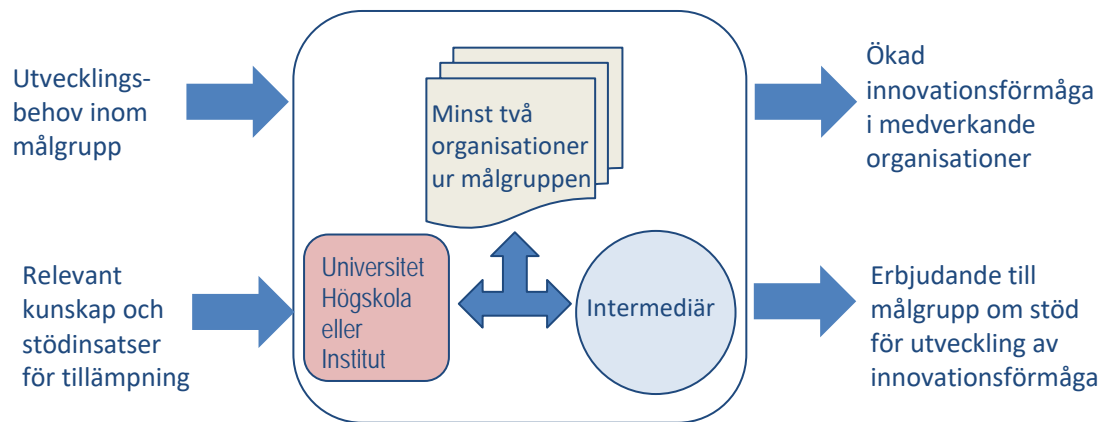 Utvecklings-
behov inom
målgrupp
Relevant
kunskap och
stödinsatser
för tillämpning
Minst två
organisationer
ur målgruppen
Universitet
Högskola
eller
Institut
Intermediär
Ökad
innovationsförmåga
i medverkande
organisationer
Erbjudande till
målgrupp om stöd
för utveckling av
innovationsförmåga